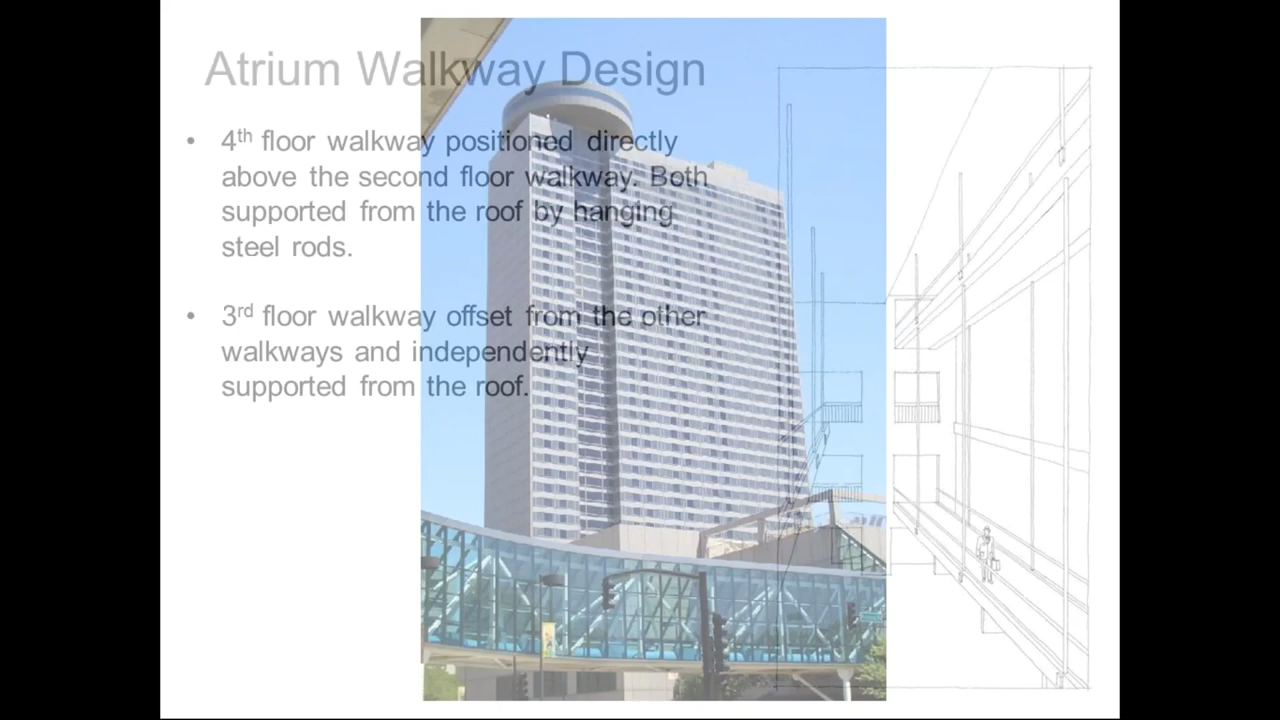 Atrium Walkway Design
• 4th floor walkway positioned directly
above the second floor walkway. Both
supported from the roof by hanging
steel rods.
• 3rd floor walkway offset from the other
walkways and independently
supported from the roof.